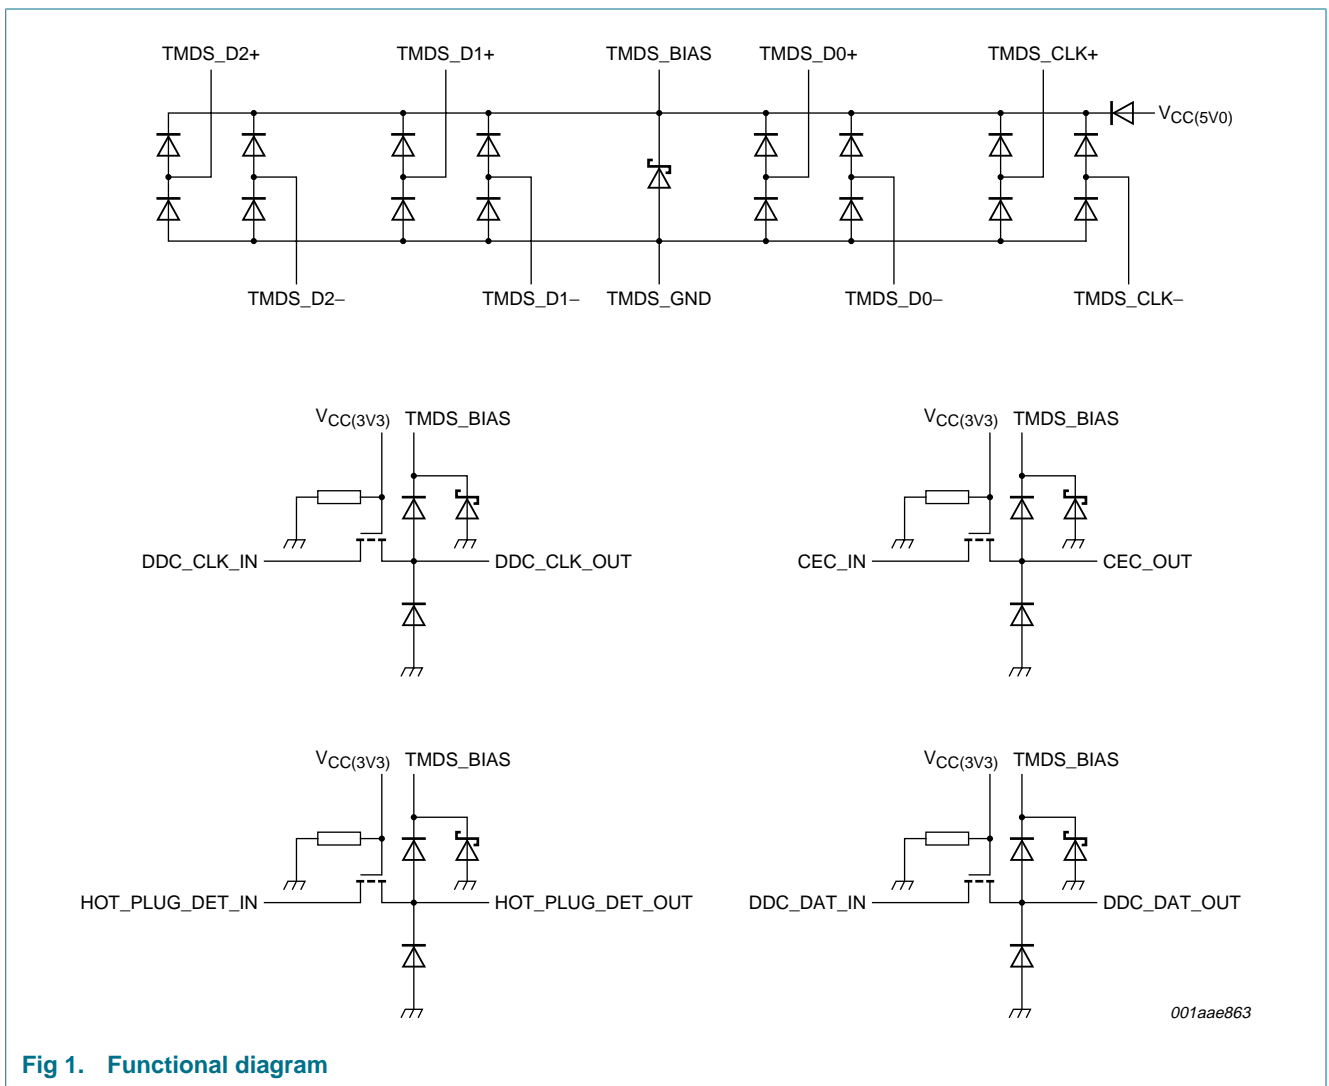 TMDS_D2+ TMDS_D1+ TMDS_BIAS TMDS_D0+ TMDS_CLK+
VCC(5V0)
TMDS_D2− TMDS_D1− TMDS_GND TMDS_D0− TMDS_CLK−
VCC(3V3) TMDS_BIAS VCC(3V3) TMDS_BIAS
DDC_CLK_IN DDC_CLK_OUT CEC_IN CEC_OUT
VCC(3V3) TMDS_BIAS VCC(3V3) TMDS_BIAS
HOT_PLUG_DET_IN HOT_PLUG_DET_OUT DDC_DAT_IN DDC_DAT_OUT
001aae863
Fig 1. Functional diagram